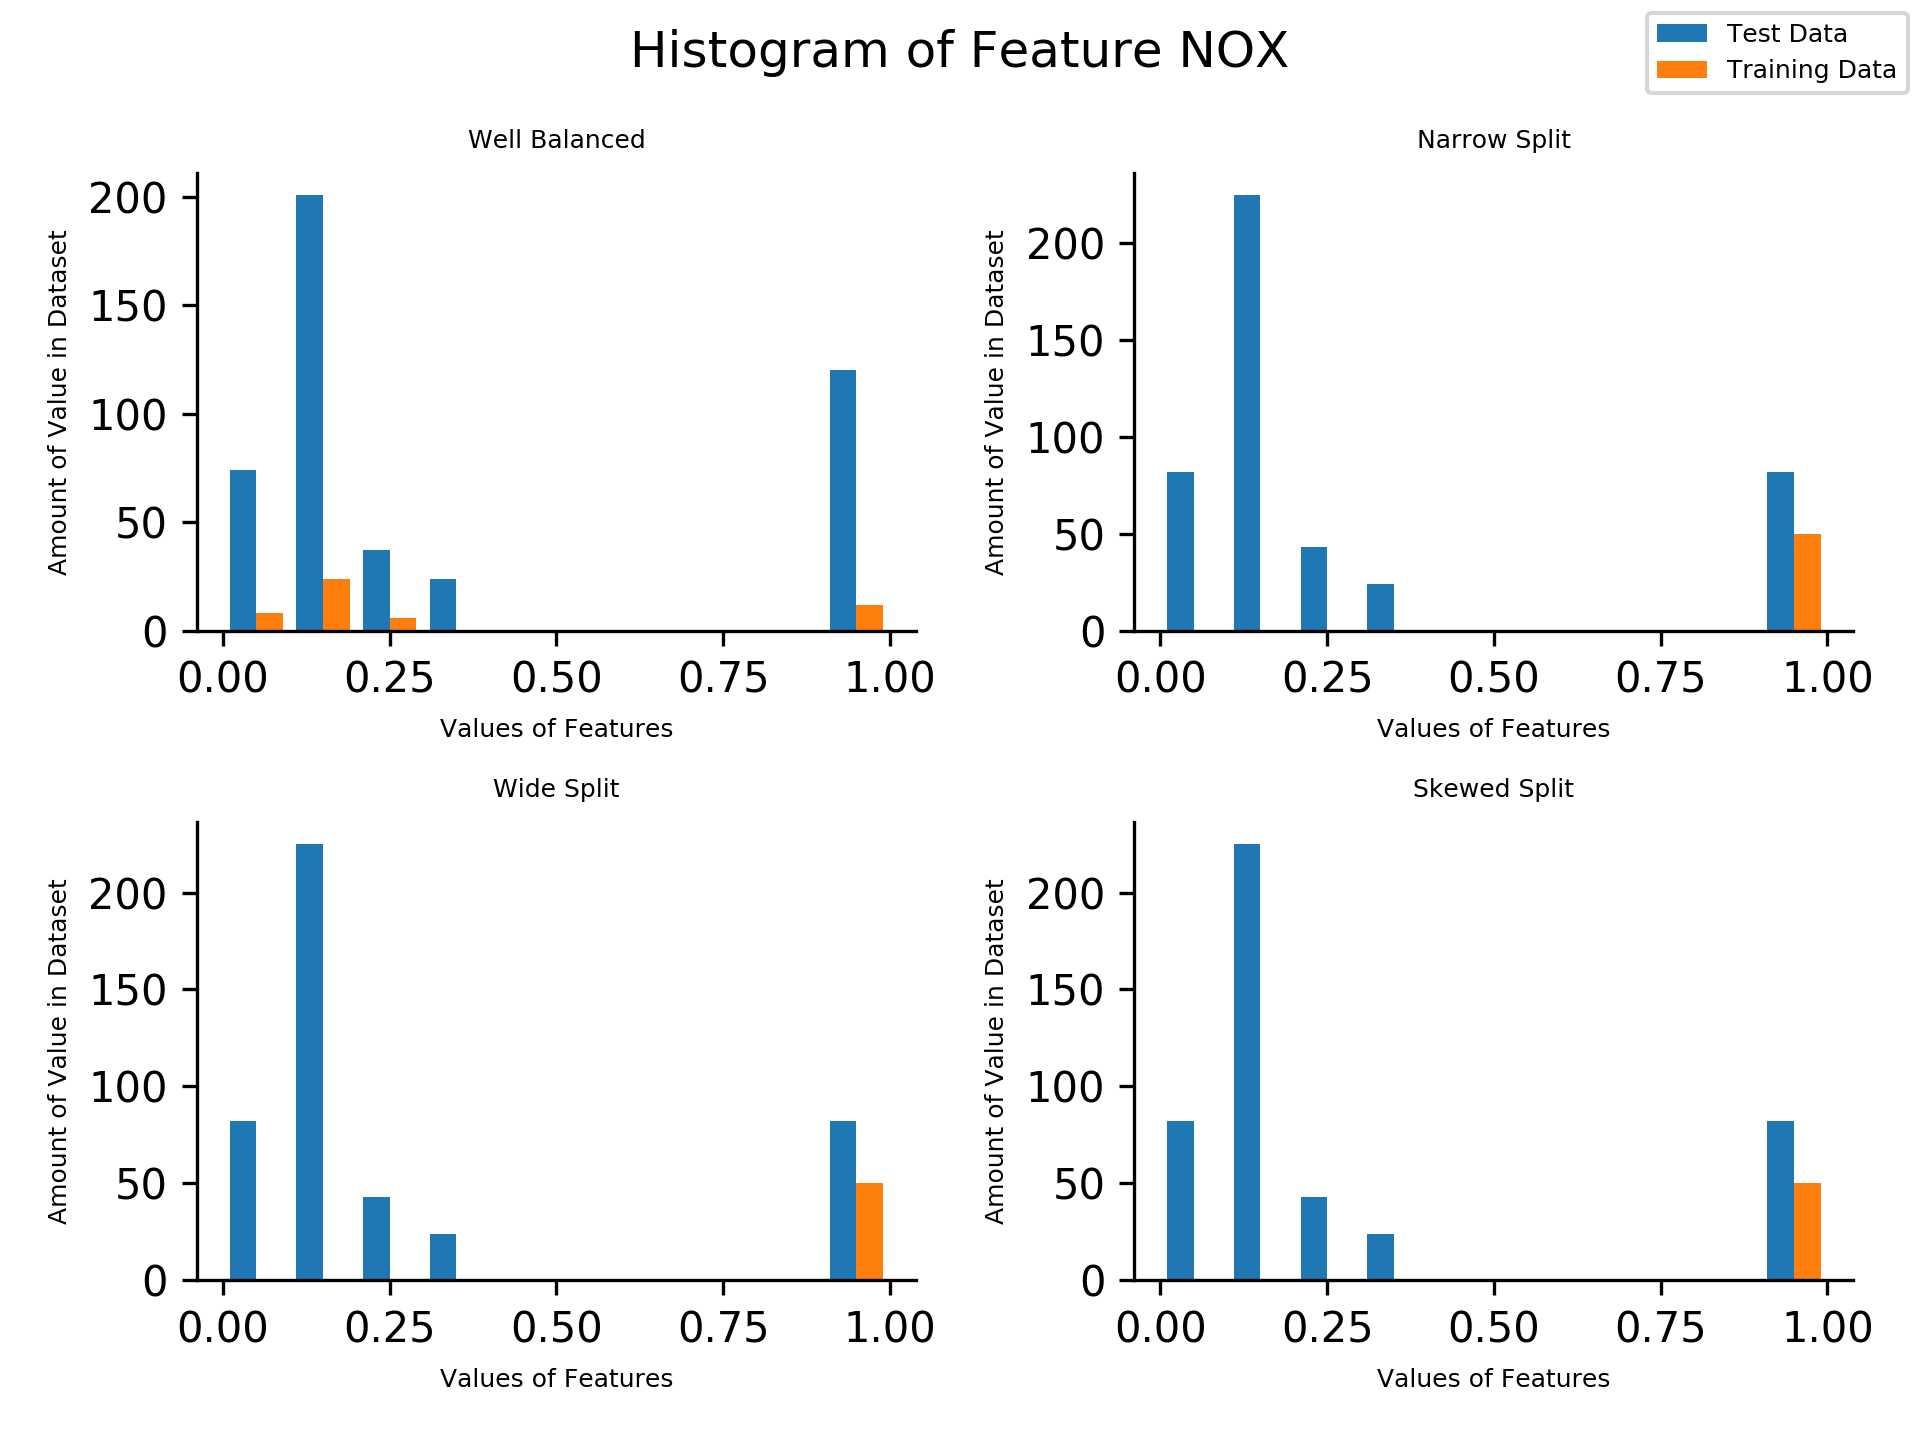 Histogram of Feature NOX
Test Data
Training Data
Well Balanced
Amount of Value in Dataset
200
150
100
50
0
0.00 0.25 0.50 0.75 1.00
Values of Features
Narrow Split
Amount of Value in Dataset
200
150
100
50
0
0.00 0.25 0.50 0.75 1.00
Values of Features
Wide Split
Amount of Value in Dataset
200
150
100
50
0
0.00 0.25 0.50 0.75 1.00
Values of Features
Skewed Split
Amount of Value in Dataset
200
150
100
50
0
0.00 0.25 0.50 0.75 1.00
Values of Features